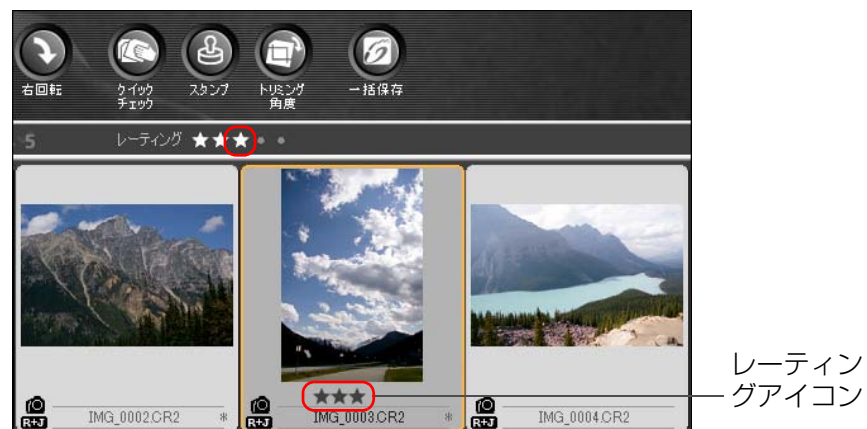 右回転
クイック
チェック
スタンプ
トリミング
角度
一括保存
5
レーティング ★★★
★★★
R+J
IMG_0002.CR2 *
R+J
IMG_0003.CR2 *
R+J
IMG_0004.CR2
レーティン
グアイコン